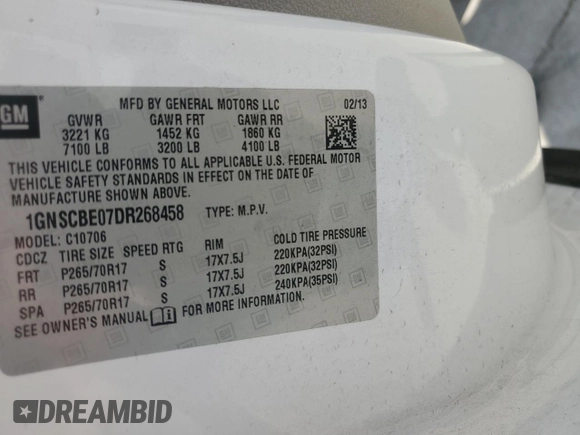 GM
MFD BY GENERAL MOTORS LLC 02/13
GVWR GAWR FRT GAWR RR
3221 KG 1452 KG 1860 KG
7100 LB 3200 LB 4100 LB
THIS VEHICLE CONFORMS TO ALL APPLICABLE U.S. FEDERAL MOTOR
VEHICLE SAFETY STANDARDS IN EFFECT ON THE DATE OF
MANUFACTURE SHOWN ABOVE.
1GNSCBE07DR268458 TYPE: M.P.V.
MODEL: C10706
CDCZ TIRE SIZE SPEED RTG RIM COLD TIRE PRESSURE
FRT P265/70R17 S 17X7.5J 220KPA(32PSI)
RR P265/70R17 S 17X7.5J 220KPA(32PSI)
SPA P265/70R17 S 17X7.5J 240KPA(35PSI)
SEE OWNER'S MANUAL FOR MORE INFORMATION.
DREAMBID